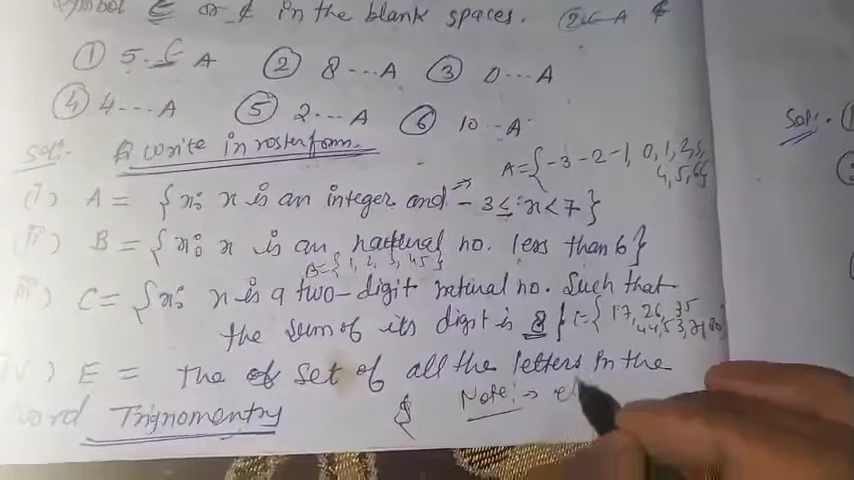 symbol ∈ or ∉ in the blank spaces. ② ∈ A ∉
① 5 ∈ A ② 8 --- A ③ 0 --- A
④ 4 --- A ⑤ 2 --- A ⑥ 10 -- A
Sol:- write in roster form.
A = {-3 -2 -1, 0, 1, 2, 3,
4, 5, 6}
(i) A = {x: x is an integer and -3 ≤ x < 7}
(ii) B = {x: x is an natural no. less than 6}
B = {1, 2, 3, 4 5}
(iii) C = {x: x is a two-digit natural no. Such that
the sum of its digit is 8} C = {17, 26, 35
44, 53,
(iv) E = The set of all the letters in the
word Trignomentry
Note: → el
Sol:-